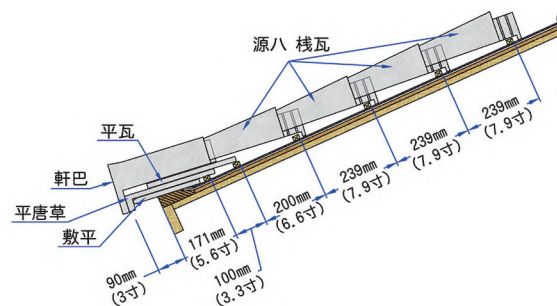 源八 桟瓦
平瓦
軒巴
平唐草
敷平
90mm
(3寸)
171mm
(5.6寸)
100mm
(3.3寸)
200mm
(6.6寸)
239mm
(7.9寸)
239mm
(7.9寸)
239mm
(7.9寸)